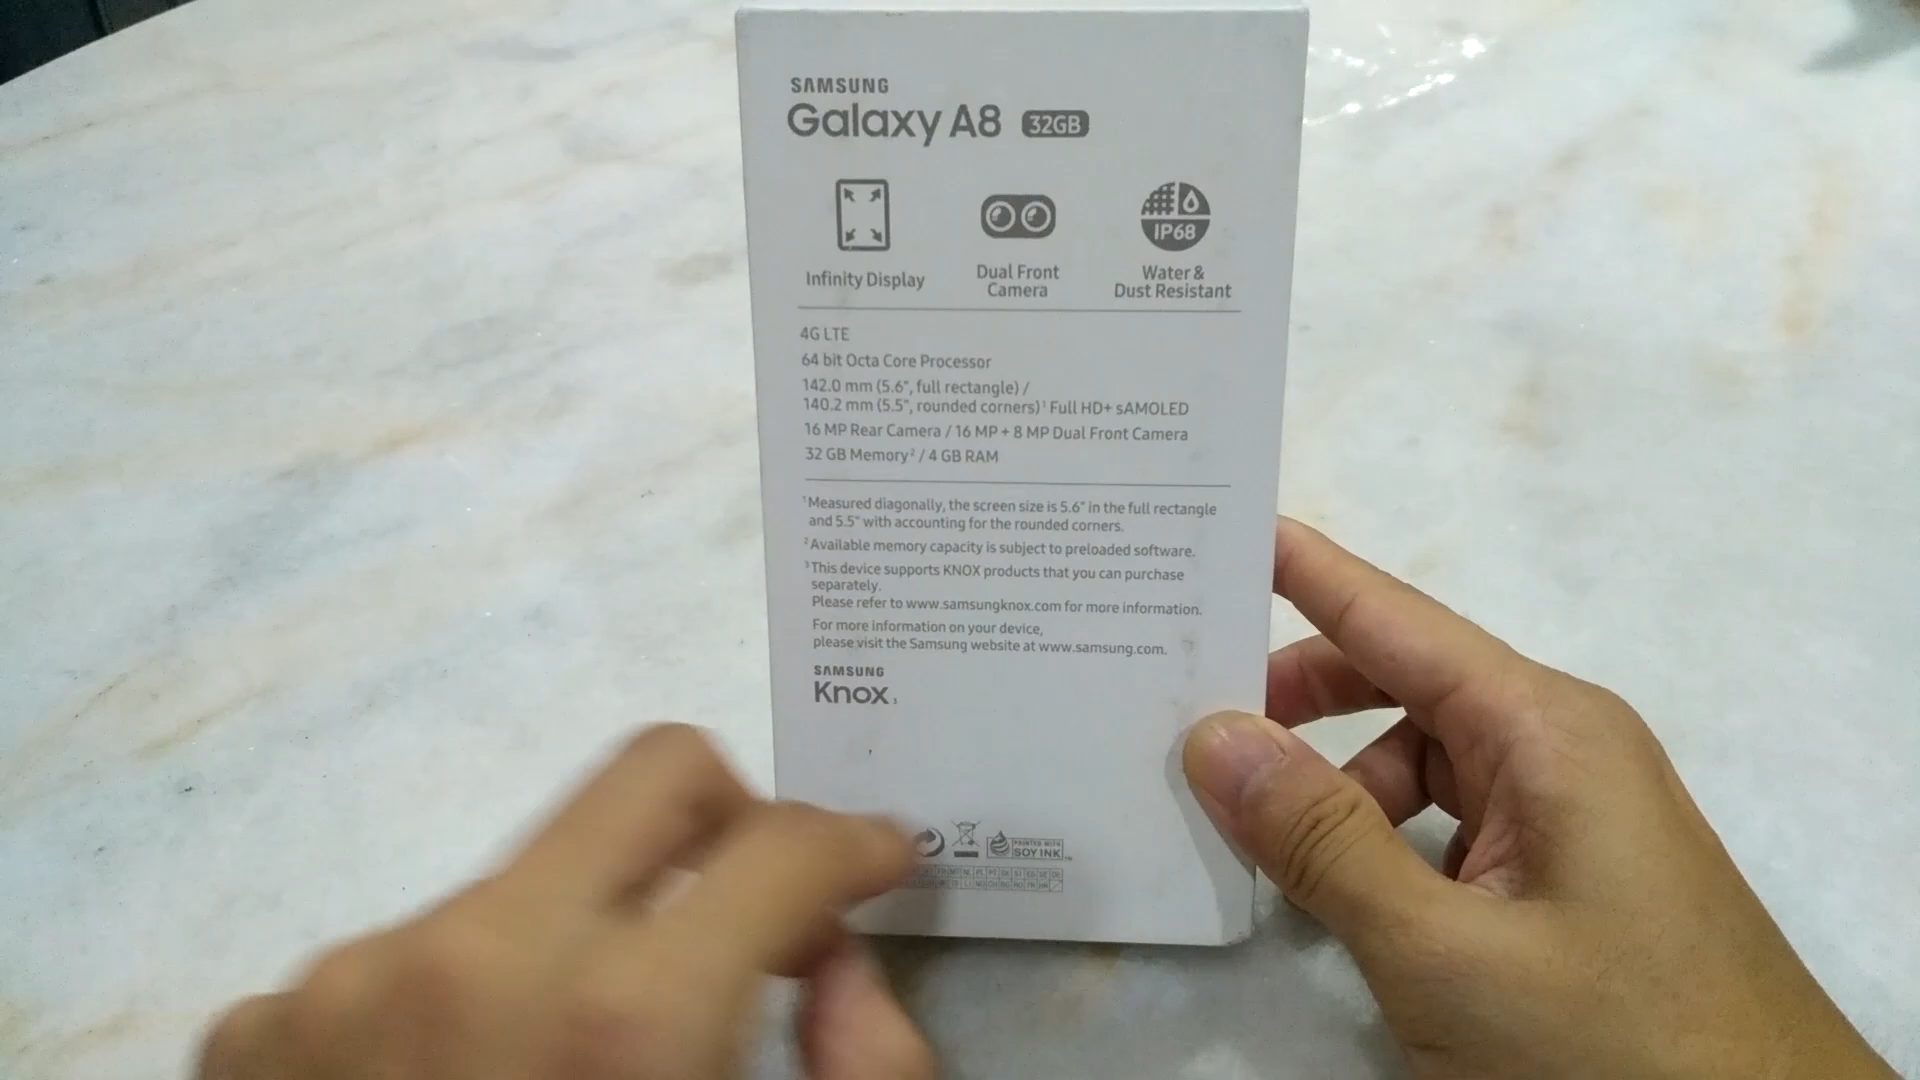 SAMSUNG
Galaxy A8 32GB
IP68
Infinity Display
Dual Front
Camera
Water &
Dust Resistant
4G LTE
64 bit Octa Core Processor
142.0 mm (5.6", full rectangle) /
140.2 mm (5.5", rounded corners)¹ Full HD+ sAMOLED
16 MP Rear Camera / 16 MP + 8 MP Dual Front Camera
32 GB Memory² / 4 GB RAM
¹Measured diagonally, the screen size is 5.6" in the full rectangle
and 5.5" with accounting for the rounded corners.
²Available memory capacity is subject to preloaded software.
³This device supports KNOX products that you can purchase
separately.
Please refer to www.samsungknox.com for more information.
For more information on your device,
please visit the Samsung website at www.samsung.com.
SAMSUNG
Knox ³
PRINTED WITH
SOY INK™